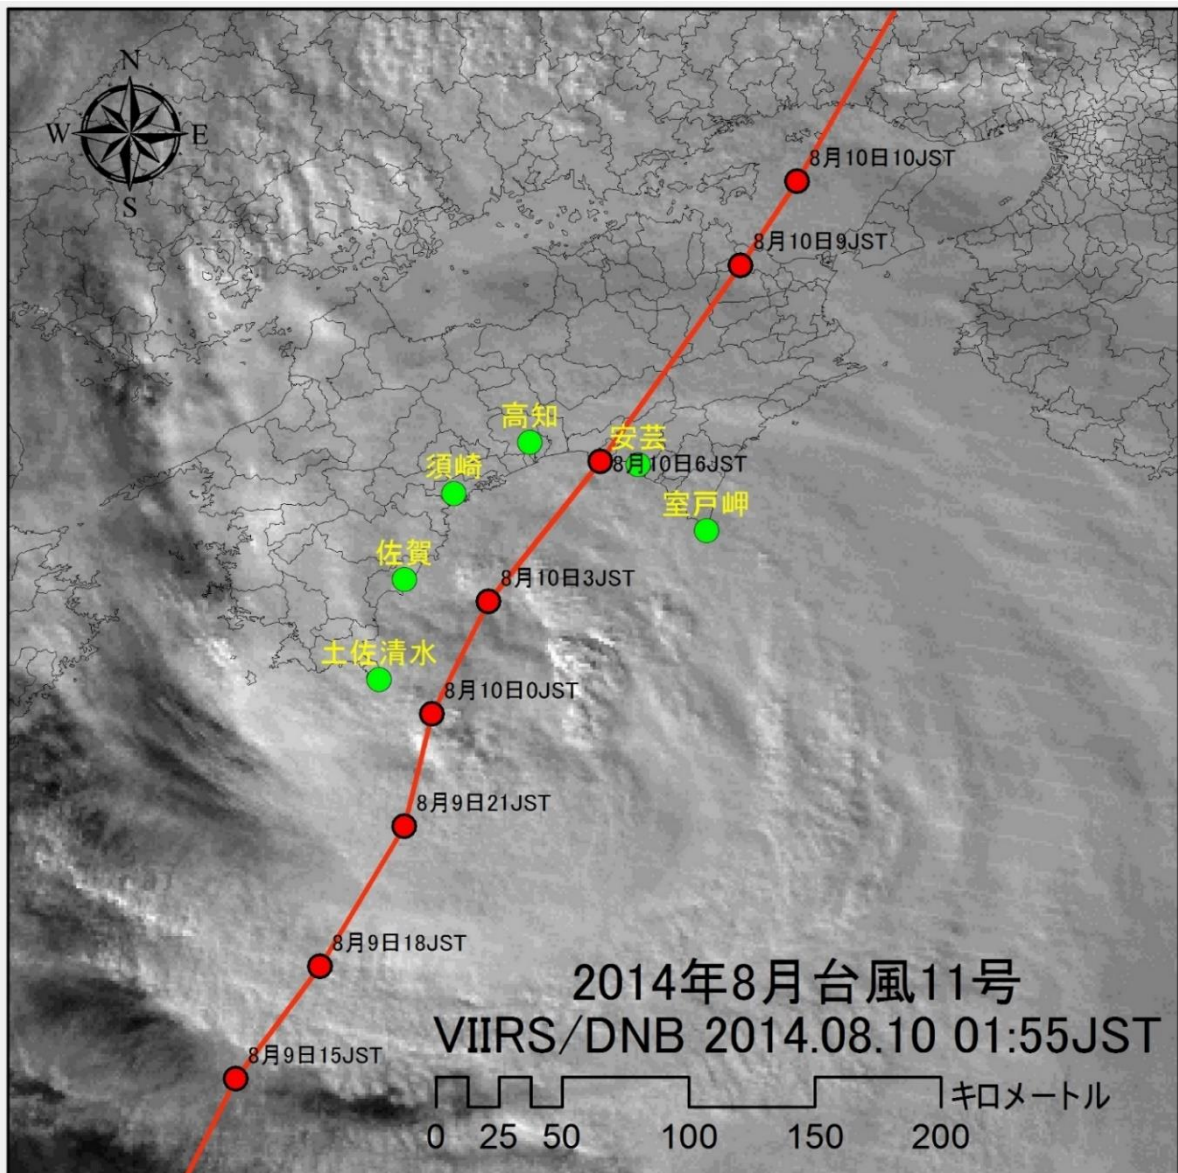 N
W E
S
8月10日10JST
8月10日9JST
高知
安芸
須崎
8月10日6JST
室戸岬
佐賀
8月10日3JST
土佐清水
8月10日0JST
8月9日21JST
8月9日18JST
2014年8月台風11号
VIIRS/DNB 2014.08.10 01:55JST
8月9日15JST
キロメートル
0 25 50 100 150 200